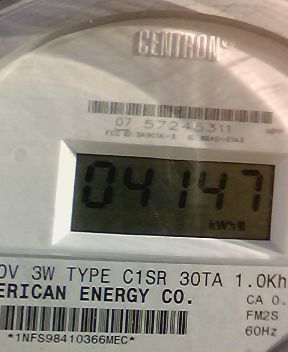 CENTRON
07 57245311
04147
kWh
0V 3W TYPE C1SR 30TA 1.0Kh
ERICAN ENERGY CO.
CA 0.
FM2S
60Hz
*1NFS98410366MEC*